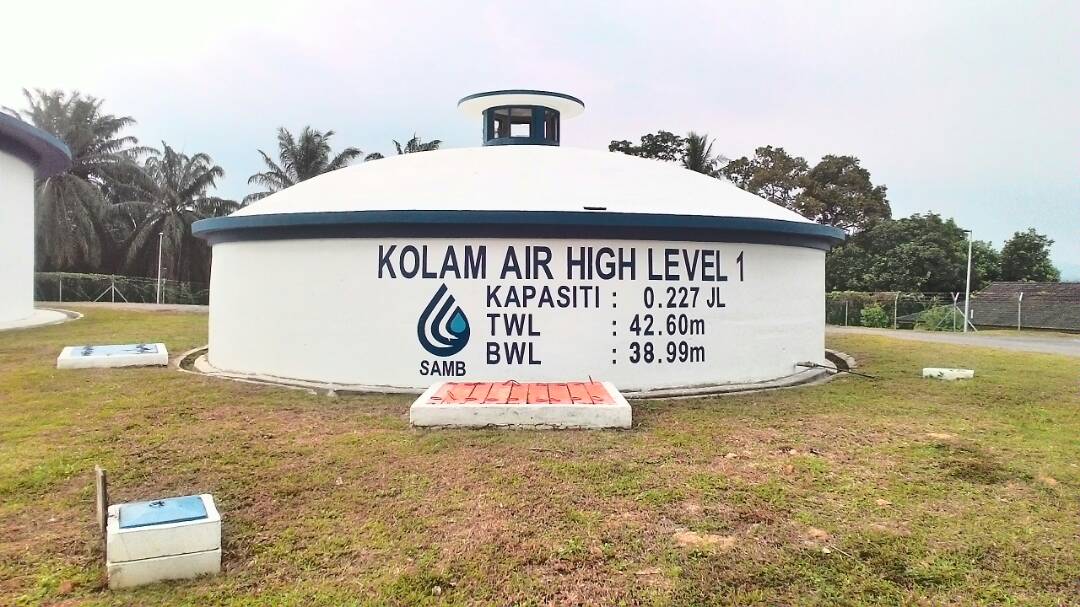 KOLAM AIR HIGH LEVEL 1
KAPASITI : 0.227 JL
TWL : 42.60m
BWL : 38.99m
SAMB